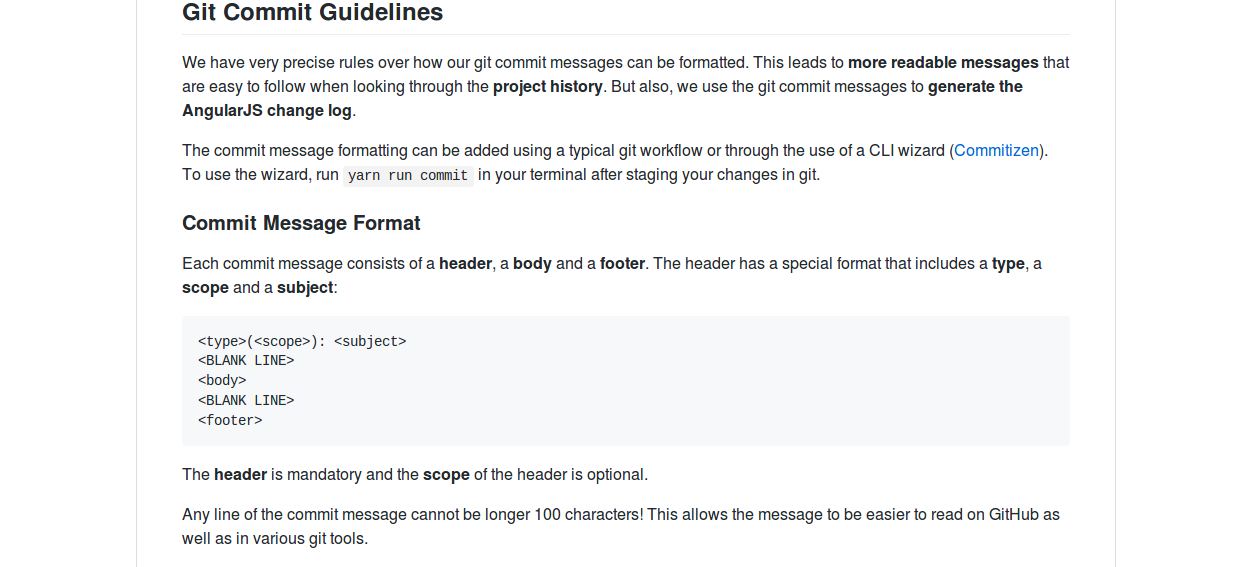 Git Commit Guidelines
We have very precise rules over how our git commit messages can be formatted. This leads to more readable messages that
are easy to follow when looking through the project history. But also, we use the git commit messages to generate the
AngularJS change log.
The commit message formatting can be added using a typical git workflow or through the use of a CLI wizard (Commitizen).
To use the wizard, run yarn run commit in your terminal after staging your changes in git.
Commit Message Format
Each commit message consists of a header, a body and a footer. The header has a special format that includes a type, a
scope and a subject:
<type>(<scope>): <subject>
<BLANK LINE>
<body>
<BLANK LINE>
<footer>
The header is mandatory and the scope of the header is optional.
Any line of the commit message cannot be longer 100 characters! This allows the message to be easier to read on GitHub as
well as in various git tools.